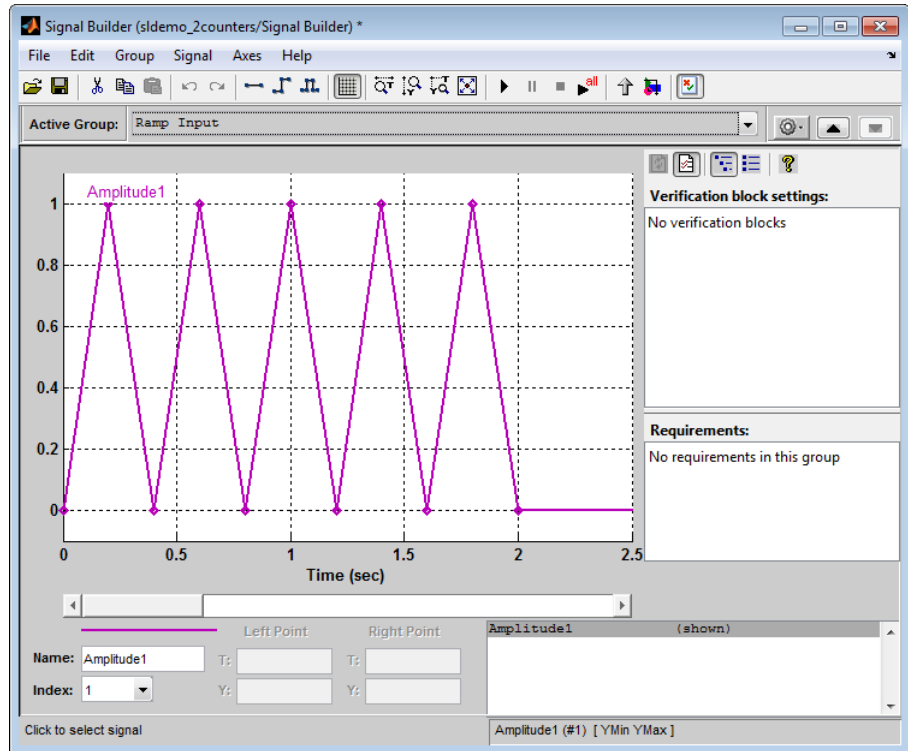 Signal Builder (sldemo_2counters/Signal Builder) *
File Edit Group Signal Axes Help
all
Active Group: Ramp Input
Amplitude1
1
0.8
0.6
0.4
0.2
0
0 0.5 1 1.5 2 2.5
Time (sec)
Verification block settings:
No verification blocks
Requirements:
No requirements in this group
Left Point Right Point
Name: Amplitude1 T: T:
Index: 1 Y: Y:
Amplitude1 (shown)
Click to select signal
Amplitude1 (#1) [ YMin YMax ]